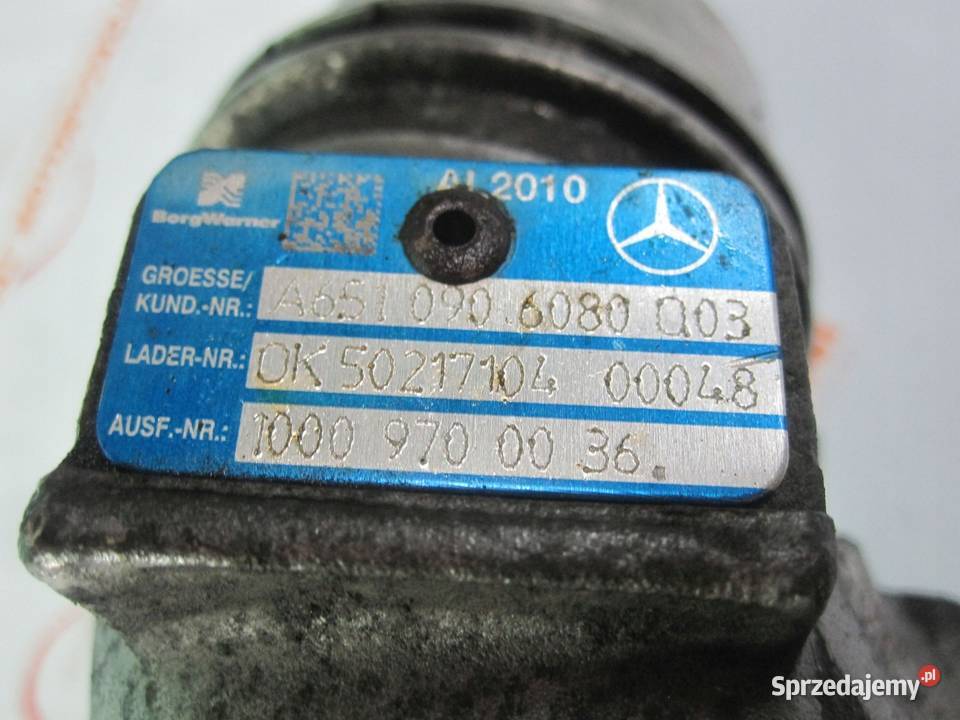 BorgWarner
AL2010
GROESSE/
KUND.-NR.: A651 090 6080 Q03
LADER-NR.: OK 50217104 00048
AUSF.-NR.: 1000 970 00 36.
Sprzedajemy.pl